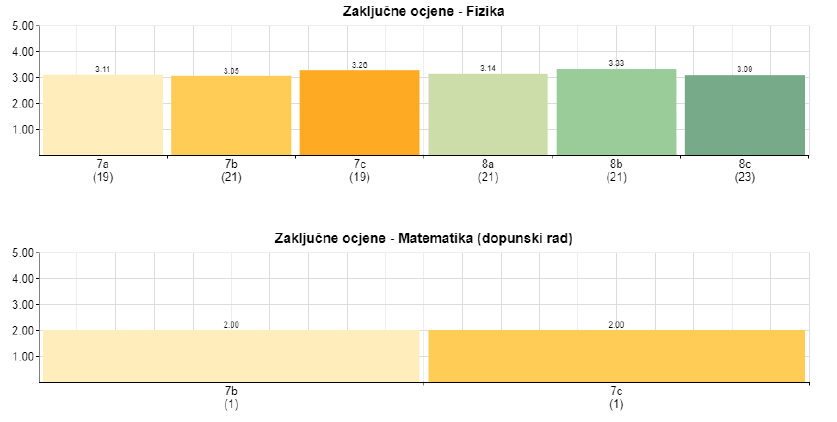 Zaključne ocjene - Fizika
5.00
4.00
3.00
2.00
1.00
3.11
3.05
3.26
3.14
3.33
3.09
7a
7b
7c
8a
8b
8c
(19)
(21)
(19)
(21)
(21)
(23)
Zaključne ocjene - Matematika (dopunski rad)
5.00
4.00
3.00
2.00
1.00
2.00
2.00
7b
7c
(1)
(1)